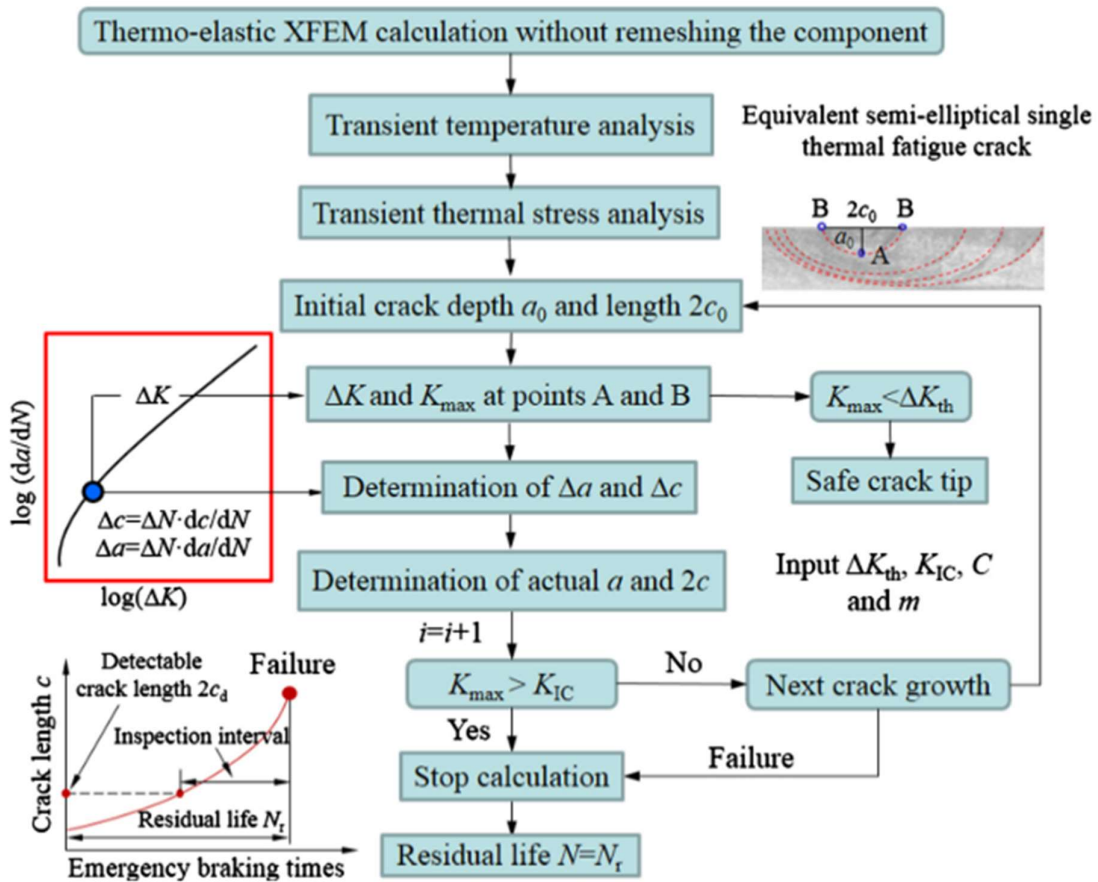 Thermo-elastic XFEM calculation without remeshing the component
Transient temperature analysis
Equivalent semi-elliptical single
thermal fatigue crack
Transient thermal stress analysis
B 2c₀ B
a₀
A
Initial crack depth a₀ and length 2c₀
ΔK
ΔK and Kmax at points A and B
Kmax<ΔKth
log (da/dN)
Determination of Δa and Δc
Safe crack tip
Δc=ΔN·dc/dN
Δa=ΔN·da/dN
log(ΔK)
Determination of actual a and 2c
Input ΔKth, KIC, C
and m
i=i+1
Detectable
crack length 2cd
Failure
Kmax > KIC
No
Next crack growth
Yes
Inspection interval
Crack length c
Stop calculation
Failure
Residual life Nr
Emergency braking times
Residual life N=Nr